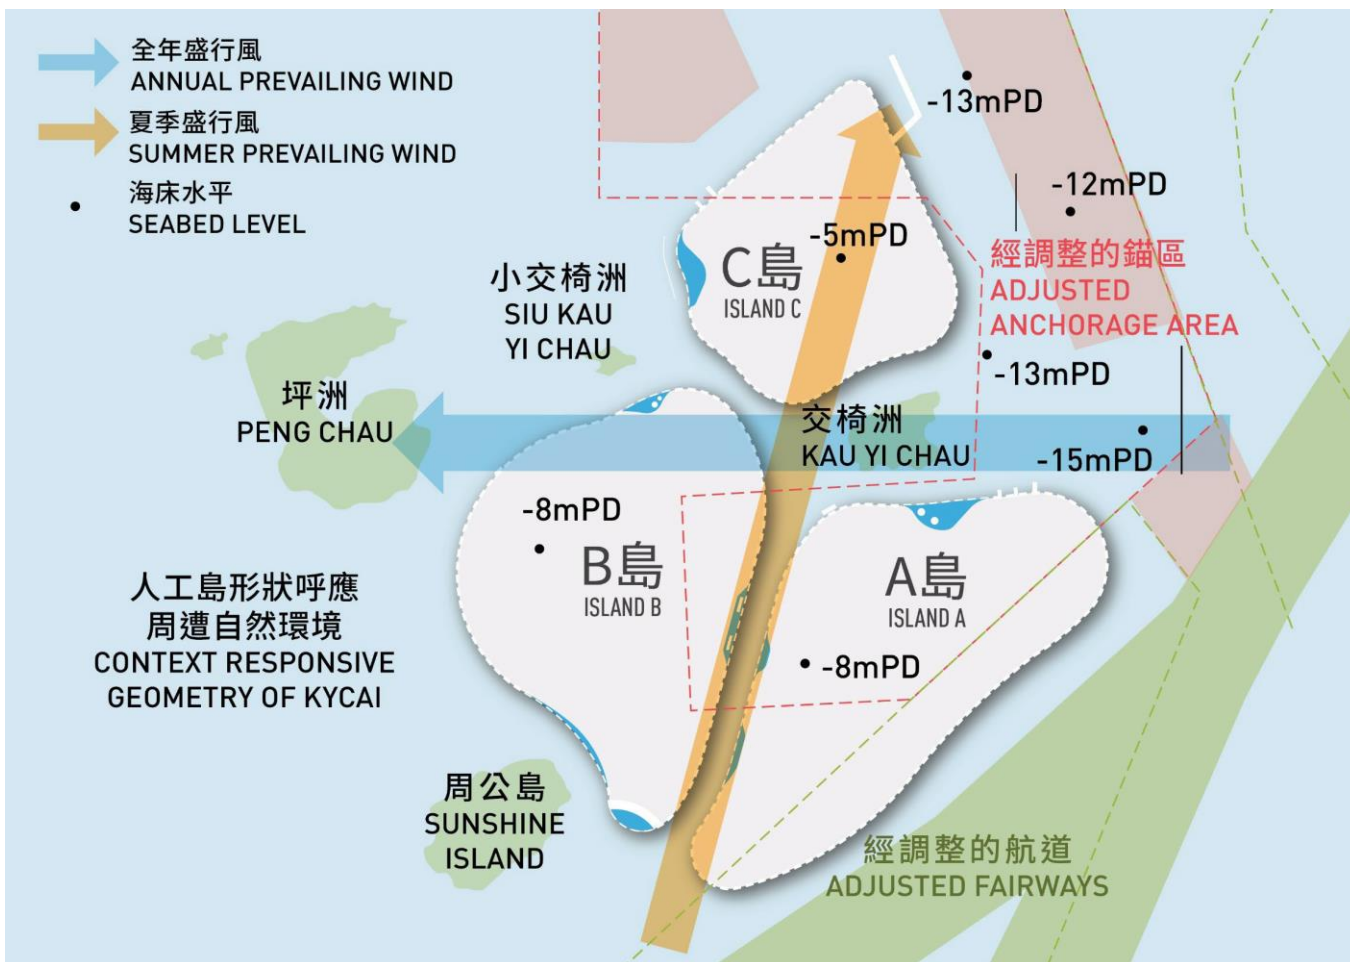 全年盛行風
ANNUAL PREVAILING WIND
夏季盛行風
SUMMER PREVAILING WIND
海床水平
SEABED LEVEL
-13mPD
-12mPD
-5mPD
C島
ISLAND C
經調整的錨區
ADJUSTED
ANCHORAGE AREA
小交椅洲
SIU KAU
YI CHAU
-13mPD
坪洲
PENG CHAU
交椅洲
KAU YI CHAU
-15mPD
-8mPD
B島
ISLAND B
A島
ISLAND A
-8mPD
人工島形狀呼應
周遭自然環境
CONTEXT RESPONSIVE
GEOMETRY OF KYCAI
周公島
SUNSHINE
ISLAND
經調整的航道
ADJUSTED FAIRWAYS